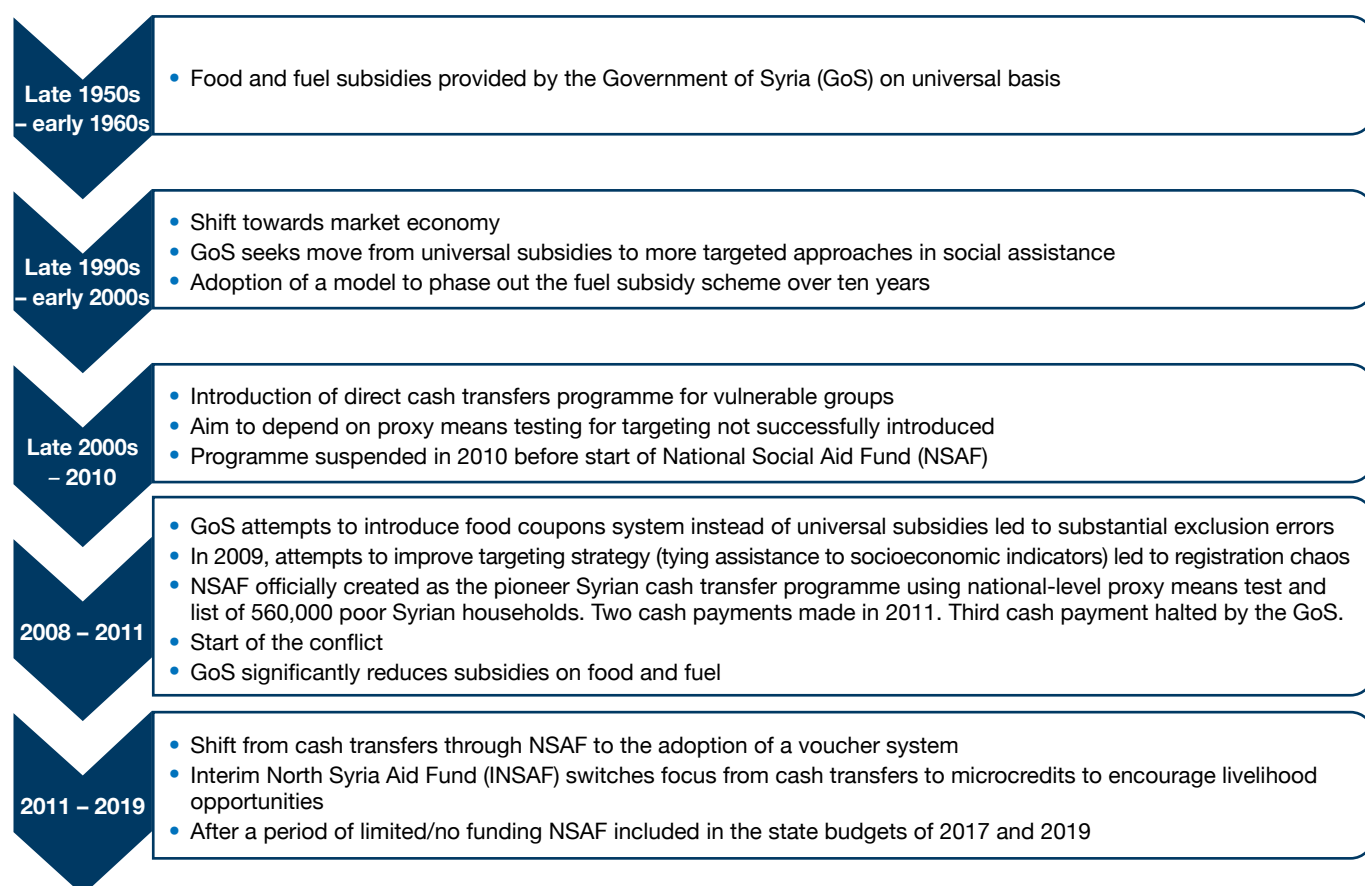 Late 1950s
– early 1960s
• Food and fuel subsidies provided by the Government of Syria (GoS) on universal basis
Late 1990s
– early 2000s
• Shift towards market economy
• GoS seeks move from universal subsidies to more targeted approaches in social assistance
• Adoption of a model to phase out the fuel subsidy scheme over ten years
Late 2000s
– 2010
• Introduction of direct cash transfers programme for vulnerable groups
• Aim to depend on proxy means testing for targeting not successfully introduced
• Programme suspended in 2010 before start of National Social Aid Fund (NSAF)
2008 – 2011
• GoS attempts to introduce food coupons system instead of universal subsidies led to substantial exclusion errors
• In 2009, attempts to improve targeting strategy (tying assistance to socioeconomic indicators) led to registration chaos
• NSAF officially created as the pioneer Syrian cash transfer programme using national-level proxy means test and
list of 560,000 poor Syrian households. Two cash payments made in 2011. Third cash payment halted by the GoS.
• Start of the conflict
• GoS significantly reduces subsidies on food and fuel
2011 – 2019
• Shift from cash transfers through NSAF to the adoption of a voucher system
• Interim North Syria Aid Fund (INSAF) switches focus from cash transfers to microcredits to encourage livelihood
opportunities
• After a period of limited/no funding NSAF included in the state budgets of 2017 and 2019